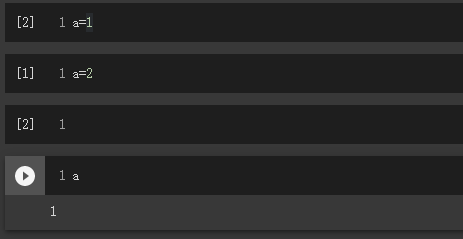 [2] 1 a=1
[1] 1 a=2
[2] 1
1 a
1